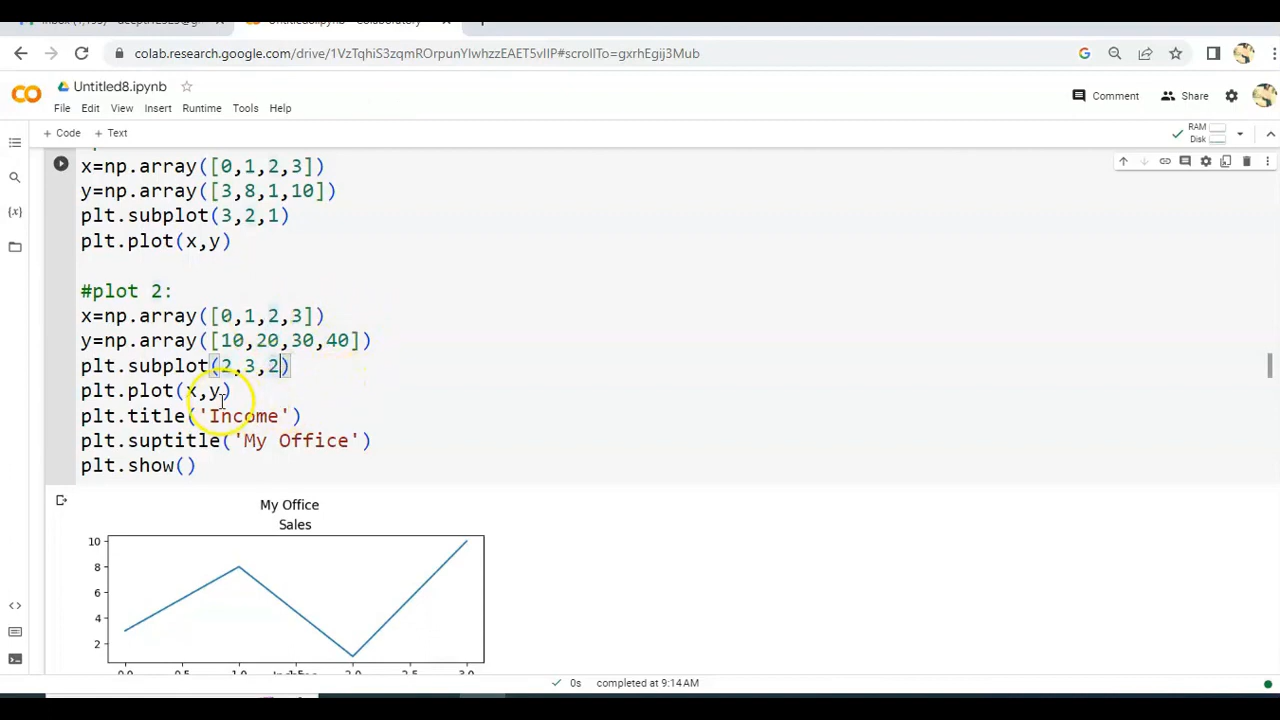 colab.research.google.com/drive/1VzTqhiS3zqmROrpunYlwhzzEAET5vIIP#scrollTo=gxrhEgij3Mub
Untitled8.ipynb
File Edit View Insert Runtime Tools Help
Comment
Share
+ Code + Text
RAM
Disk
x=np.array([0,1,2,3])
y=np.array([3,8,1,10])
plt.subplot(3,2,1)
plt.plot(x,y)
#plot 2:
x=np.array([0,1,2,3])
y=np.array([10,20,30,40])
plt.subplot(2,3,2)
plt.plot(x,y)
plt.title('Income')
plt.suptitle('My Office')
plt.show()
My Office
Sales
10
8
6
4
2
0.0 0.5 1.0 2.0 2.5 3.0
0s completed at 9:14 AM